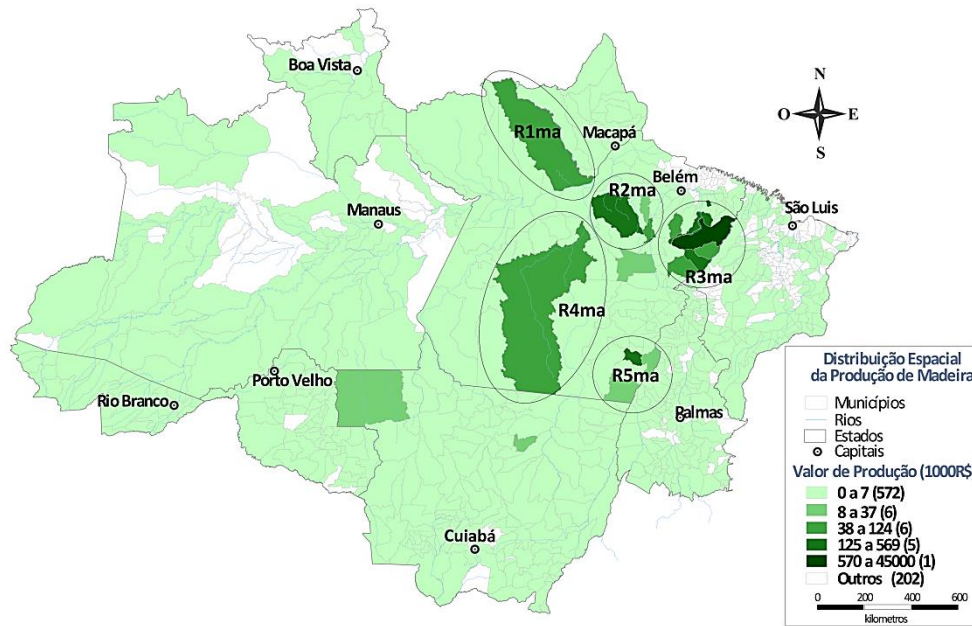 Boa Vista
N
O
E
S
R1ma
Macapá
R2ma
Belém
São Luis
Manaus
R3ma
R4ma
R5ma
Porto Velho
Rio Branco
Palmas
Cuiabá
Distribuição Espacial
da Produção de Madeira
Municípios
Rios
Estados
Capitais
Valor de Produção (1000R$
0 a 7 (572)
8 a 37 (6)
38 a 124 (6)
125 a 569 (5)
570 a 45000 (1)
Outros (202)
0 200 400 600
kilometros